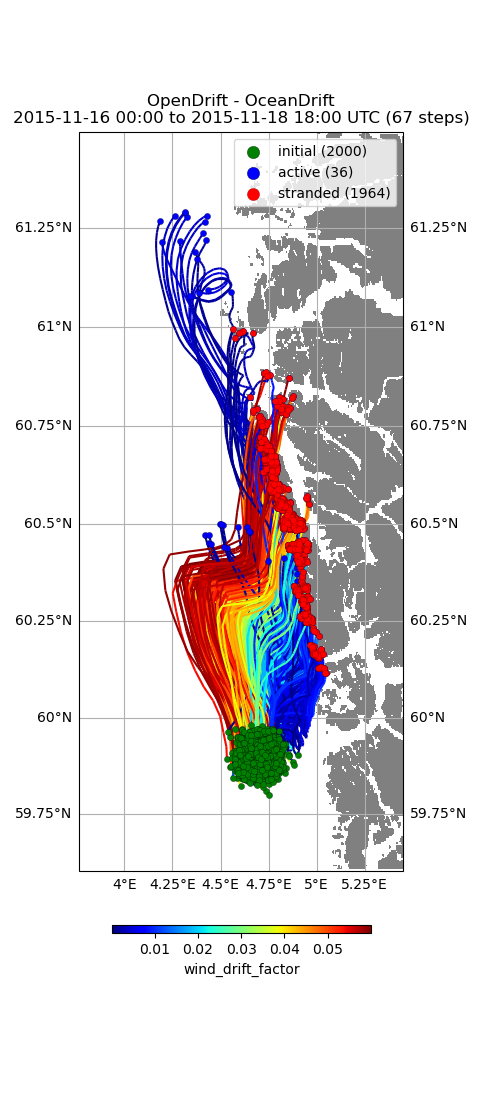 OpenDrift - OceanDrift
2015-11-16 00:00 to 2015-11-18 18:00 UTC (67 steps)
initial (2000)
active (36)
stranded (1964)
61.25°N 61.25°N
61°N 61°N
60.75°N 60.75°N
60.5°N 60.5°N
60.25°N 60.25°N
60°N 60°N
59.75°N 59.75°N
4°E 4.25°E 4.5°E 4.75°E 5°E 5.25°E
0.01 0.02 0.03 0.04 0.05
wind_drift_factor